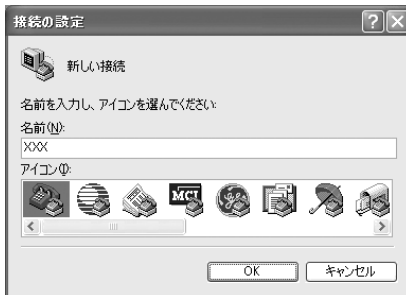 接続の設定
新しい接続
名前を入力し、アイコンを選んでください:
名前(N):
XXX
アイコン(I):
MCI
OK
キャンセル